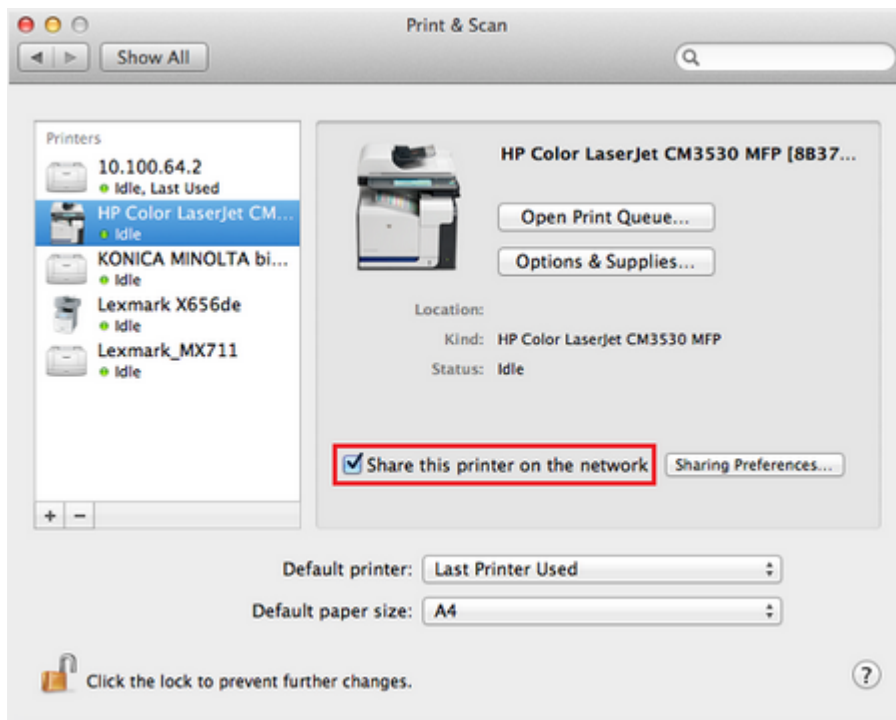 Print & Scan
Show All
Printers
10.100.64.2
Idle, Last Used
HP Color LaserJet CM...
Idle
KONICA MINOLTA bi...
Idle
Lexmark X656de
Idle
Lexmark_MX711
Idle
+ −
HP Color LaserJet CM3530 MFP [8B37...
Open Print Queue...
Options & Supplies...
Location:
Kind: HP Color LaserJet CM3530 MFP
Status: Idle
Share this printer on the network
Sharing Preferences...
Default printer: Last Printer Used
Default paper size: A4
Click the lock to prevent further changes.
?